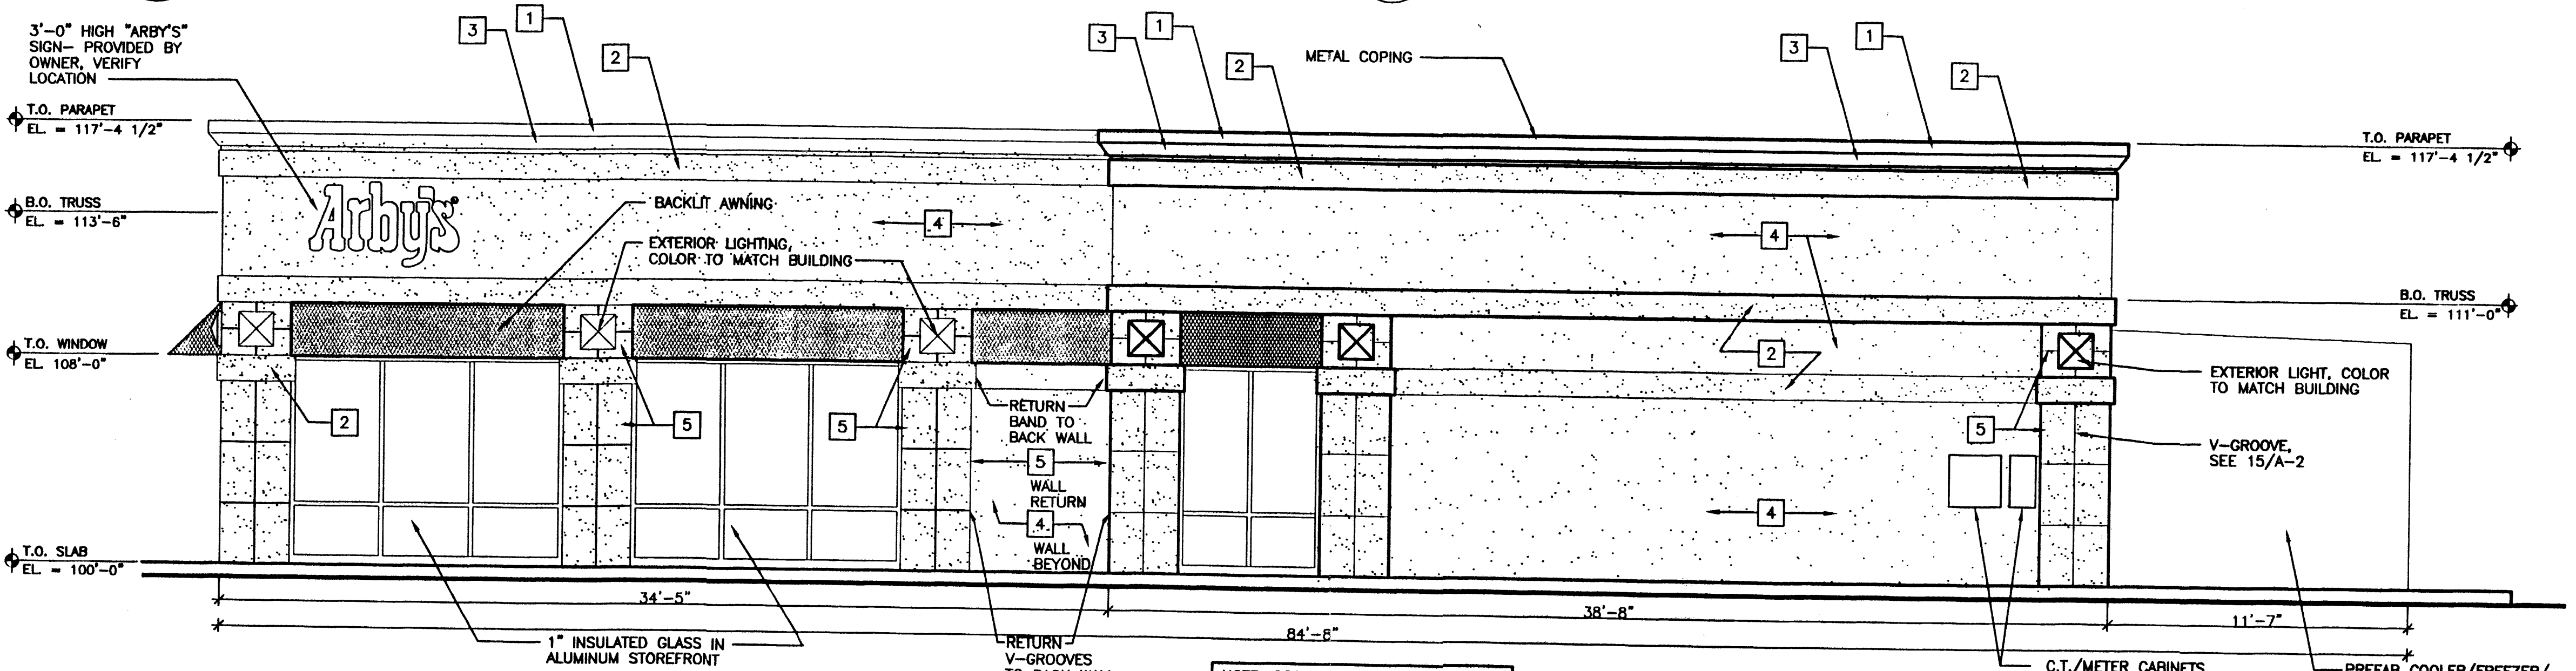 3'-0" HIGH "ARBY'S"
SIGN- PROVIDED BY
OWNER, VERIFY
LOCATION
3
1
2
3
1
2
METAL COPING
3
1
2
T.O. PARAPET
EL. = 117'-4 1/2"
T.O. PARAPET
EL. = 117'-4 1/2"
B.O. TRUSS
EL. = 113'-6"
Arby's®
BACKLIT AWNING
4
4
EXTERIOR LIGHTING,
COLOR TO MATCH BUILDING
B.O. TRUSS
EL. = 111'-0"
T.O. WINDOW
EL. 108'-0"
2
EXTERIOR LIGHT, COLOR
TO MATCH BUILDING
2
5
5
RETURN
BAND TO
BACK WALL
5
V-GROOVE,
SEE 15/A-2
5
WALL
RETURN
4
WALL
BEYOND
4
T.O. SLAB
EL. = 100'-0"
34'-5"
38'-8"
11'-7"
84'-8"
1" INSULATED GLASS IN
ALUMINUM STOREFRONT
RETURN
V-GROOVES
C.T./METER CABINETS
PREFAB COOLER/FREEZER/